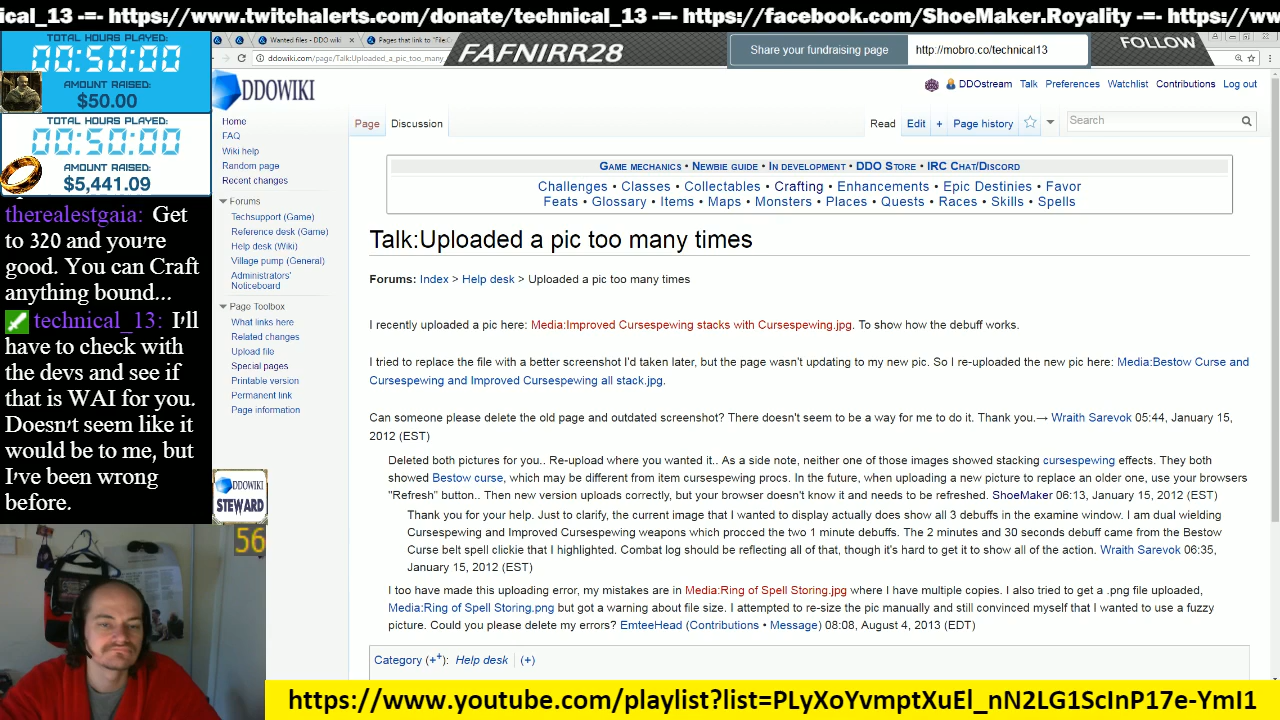 ical_13 -=- https://www.twitchalerts.com/donate/technical_13 -=- https://facebook.com/ShoeMaker.Royality -=- https://ww
TOTAL HOURS PLAYED:
00:50:00
AMOUNT RAISED:
$50.00
TOTAL HOURS PLAYED:
00:50:00
AMOUNT RAISED:
$5,441.09
therealestgaia: Get
to 320 and you're
good. You can Craft
anything bound...
technical_13: I'll
have to check with
the devs and see if
that is WAI for you.
Doesn't seem like it
would be to me, but
I've been wrong
before.
Wanted files - DDO wiki
Pages that link to "File:
FAFNIRR28
Share your fundraising page
http://mobro.co/technical13
FOLLOW
ddowiki.com/page/Talk:Uploaded_a_pic_too_many
DDOWIKI
DDOstream Talk Preferences Watchlist Contributions Log out
Page Discussion
Read Edit + Page history
Search
Home
FAQ
Wiki help
Random page
Recent changes
Forums
Techsupport (Game)
Reference desk (Game)
Help desk (Wiki)
Village pump (General)
Administrators'
Noticeboard
Page Toolbox
What links here
Related changes
Upload file
Special pages
Printable version
Permanent link
Page information
DDOWIKI
STEWARD
56
Game mechanics • Newbie guide • In development • DDO Store • IRC Chat/Discord
Challenges • Classes • Collectables • Crafting • Enhancements • Epic Destinies • Favor
Feats • Glossary • Items • Maps • Monsters • Places • Quests • Races • Skills • Spells
Talk:Uploaded a pic too many times
Forums: Index > Help desk > Uploaded a pic too many times
I recently uploaded a pic here: Media:Improved Cursespewing stacks with Cursespewing.jpg. To show how the debuff works.
I tried to replace the file with a better screenshot I'd taken later, but the page wasn't updating to my new pic. So I re-uploaded the new pic here: Media:Bestow Curse and
Cursespewing and Improved Cursespewing all stack.jpg.
Can someone please delete the old page and outdated screenshot? There doesn't seem to be a way for me to do it. Thank you.→ Wraith Sarevok 05:44, January 15,
2012 (EST)
Deleted both pictures for you.. Re-upload where you wanted it.. As a side note, neither one of those images showed stacking cursespewing effects. They both
showed Bestow curse, which may be different from item cursespewing procs. In the future, when uploading a new picture to replace an older one, use your browsers
"Refresh" button.. Then new version uploads correctly, but your browser doesn't know it and needs to be refreshed. ShoeMaker 06:13, January 15, 2012 (EST)
Thank you for your help. Just to clarify, the current image that I wanted to display actually does show all 3 debuffs in the examine window. I am dual wielding
Cursespewing and Improved Cursespewing weapons which procced the two 1 minute debuffs. The 2 minutes and 30 seconds debuff came from the Bestow
Curse belt spell clickie that I highlighted. Combat log should be reflecting all of that, though it's hard to get it to show all of the action. Wraith Sarevok 06:35,
January 15, 2012 (EST)
I too have made this uploading error, my mistakes are in Media:Ring of Spell Storing.jpg where I have multiple copies. I also tried to get a .png file uploaded,
Media:Ring of Spell Storing.png but got a warning about file size. I attempted to re-size the pic manually and still convinced myself that I wanted to use a fuzzy
picture. Could you please delete my errors? EmteeHead (Contributions • Message) 08:08, August 4, 2013 (EDT)
Category (++): Help desk (+)
https://www.youtube.com/playlist?list=PLyXoYvmptXuEl_nN2LG1ScInP17e-YmI1